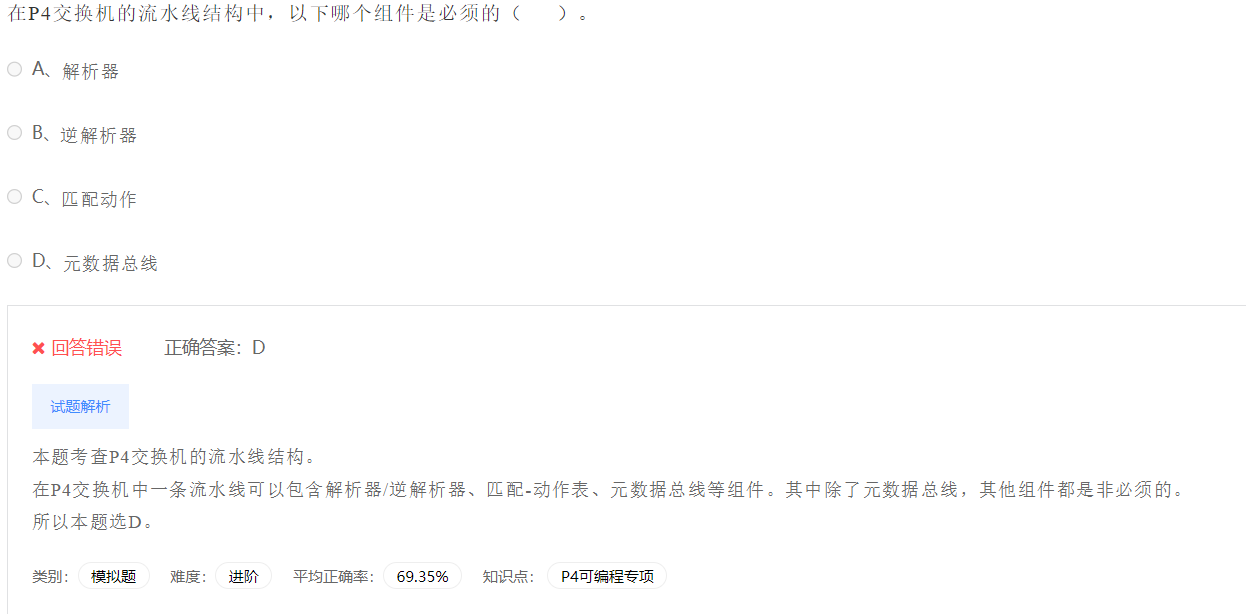 在P4交换机的流水线结构中，以下哪个组件是必须的（　　）。
A、解析器
B、逆解析器
C、匹配动作
D、元数据总线
回答错误 正确答案：D
试题解析
本题考查P4交换机的流水线结构。
在P4交换机中一条流水线可以包含解析器/逆解析器、匹配-动作表、元数据总线等组件。其中除了元数据总线，其他组件都是非必须的。
所以本题选D。
类别： 模拟题 难度： 进阶 平均正确率： 69.35% 知识点： P4可编程专项